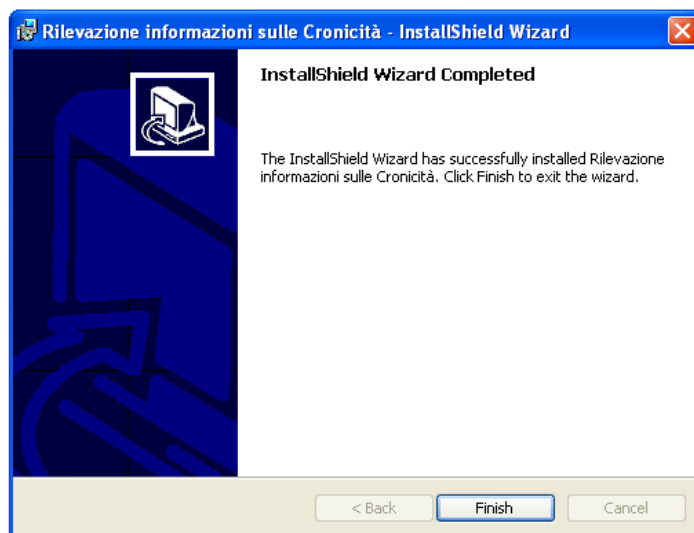 Rilevazione informazioni sulle Cronicità - InstallShield Wizard
InstallShield Wizard Completed
The InstallShield Wizard has successfully installed Rilevazione
informazioni sulle Cronicità. Click Finish to exit the wizard.
< Back Finish Cancel